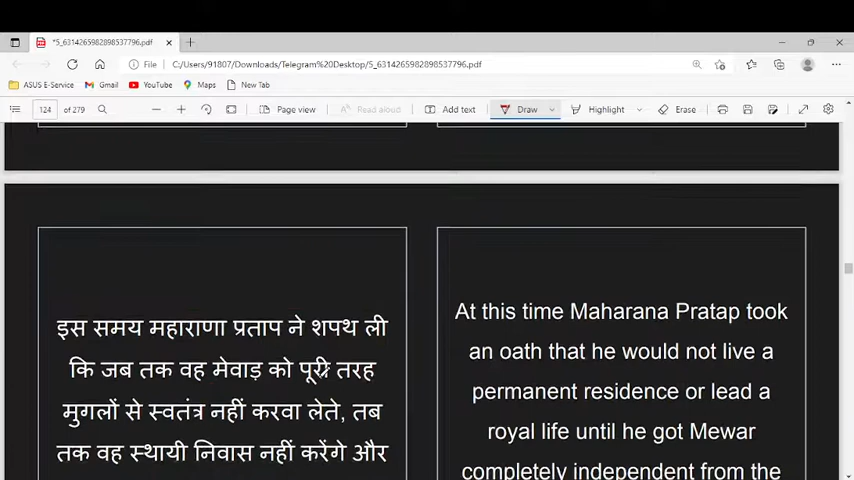 *5_6314265982898537796.pdf
File C:/Users/91807/Downloads/Telegram%20Desktop/5_6314265982898537796.pdf
ASUS E-Service Gmail YouTube Maps New Tab
124 of 279 Page view Read aloud Add text Draw Highlight Erase
इस समय महाराणा प्रताप ने शपथ ली
कि जब तक वह मेवाड़ को पूरी तरह
मुगलों से स्वतंत्र नहीं करवा लेते, तब
तक वह स्थायी निवास नहीं करेंगे और
At this time Maharana Pratap took
an oath that he would not live a
permanent residence or lead a
royal life until he got Mewar
completely independent from the